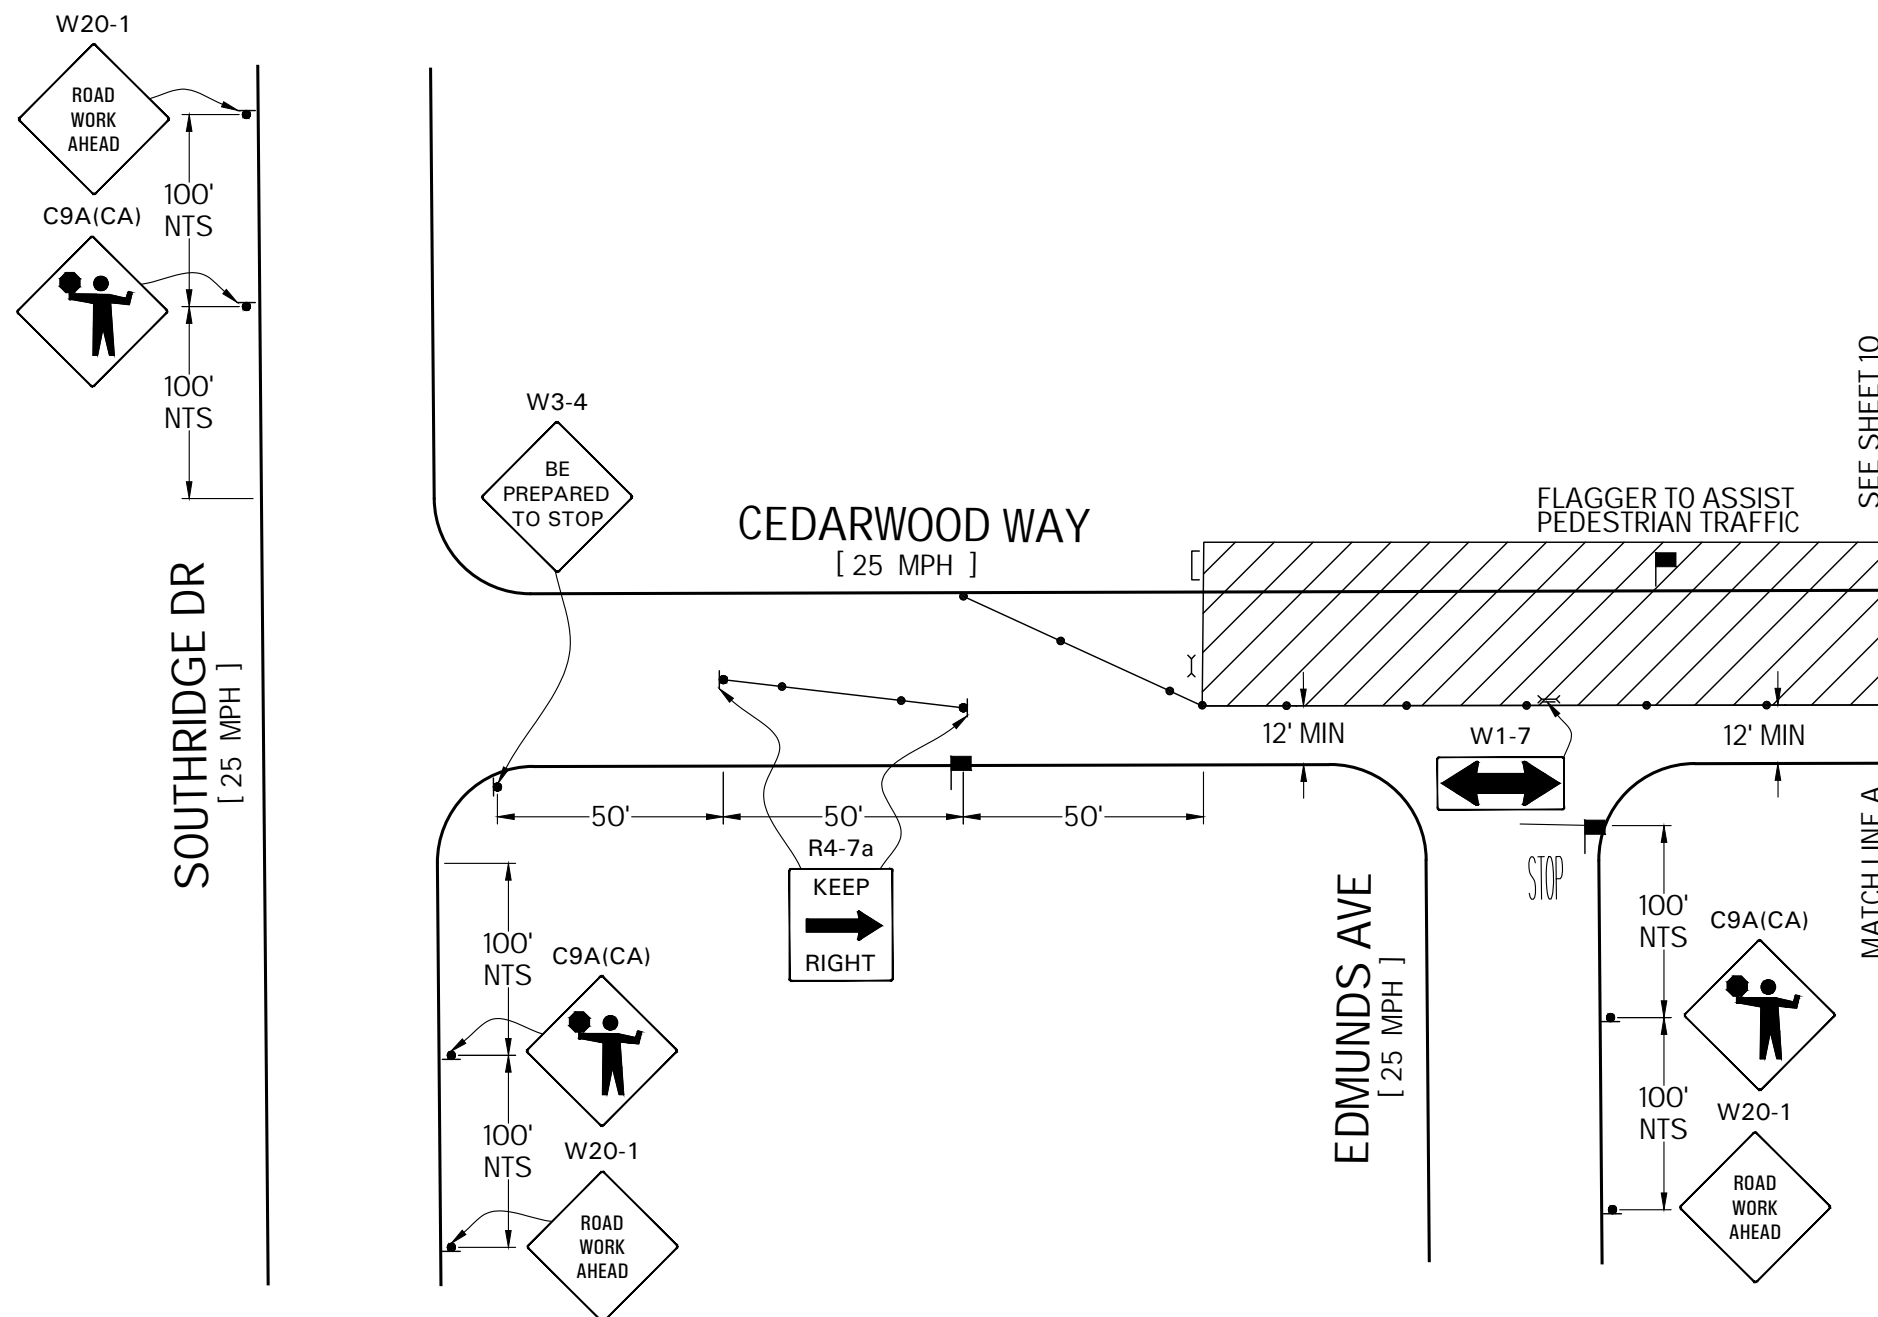 W20-1
ROAD
WORK
AHEAD
100'
NTS
C9A(CA)
100'
NTS
SOUTHRIDGE DR
[ 25 MPH ]
W3-4
BE
PREPARED
TO STOP
CEDARWOOD WAY
[ 25 MPH ]
FLAGGER TO ASSIST
PEDESTRIAN TRAFFIC
SEE SHEET 10
12' MIN
W1-7
12' MIN
50'
50'
50'
R4-7a
KEEP
RIGHT
STOP
MATCH LINE A
EDMUNDS AVE
[ 25 MPH ]
100'
NTS
C9A(CA)
100'
NTS
W20-1
ROAD
WORK
AHEAD
100'
NTS
C9A(CA)
100'
NTS
W20-1
ROAD
WORK
AHEAD